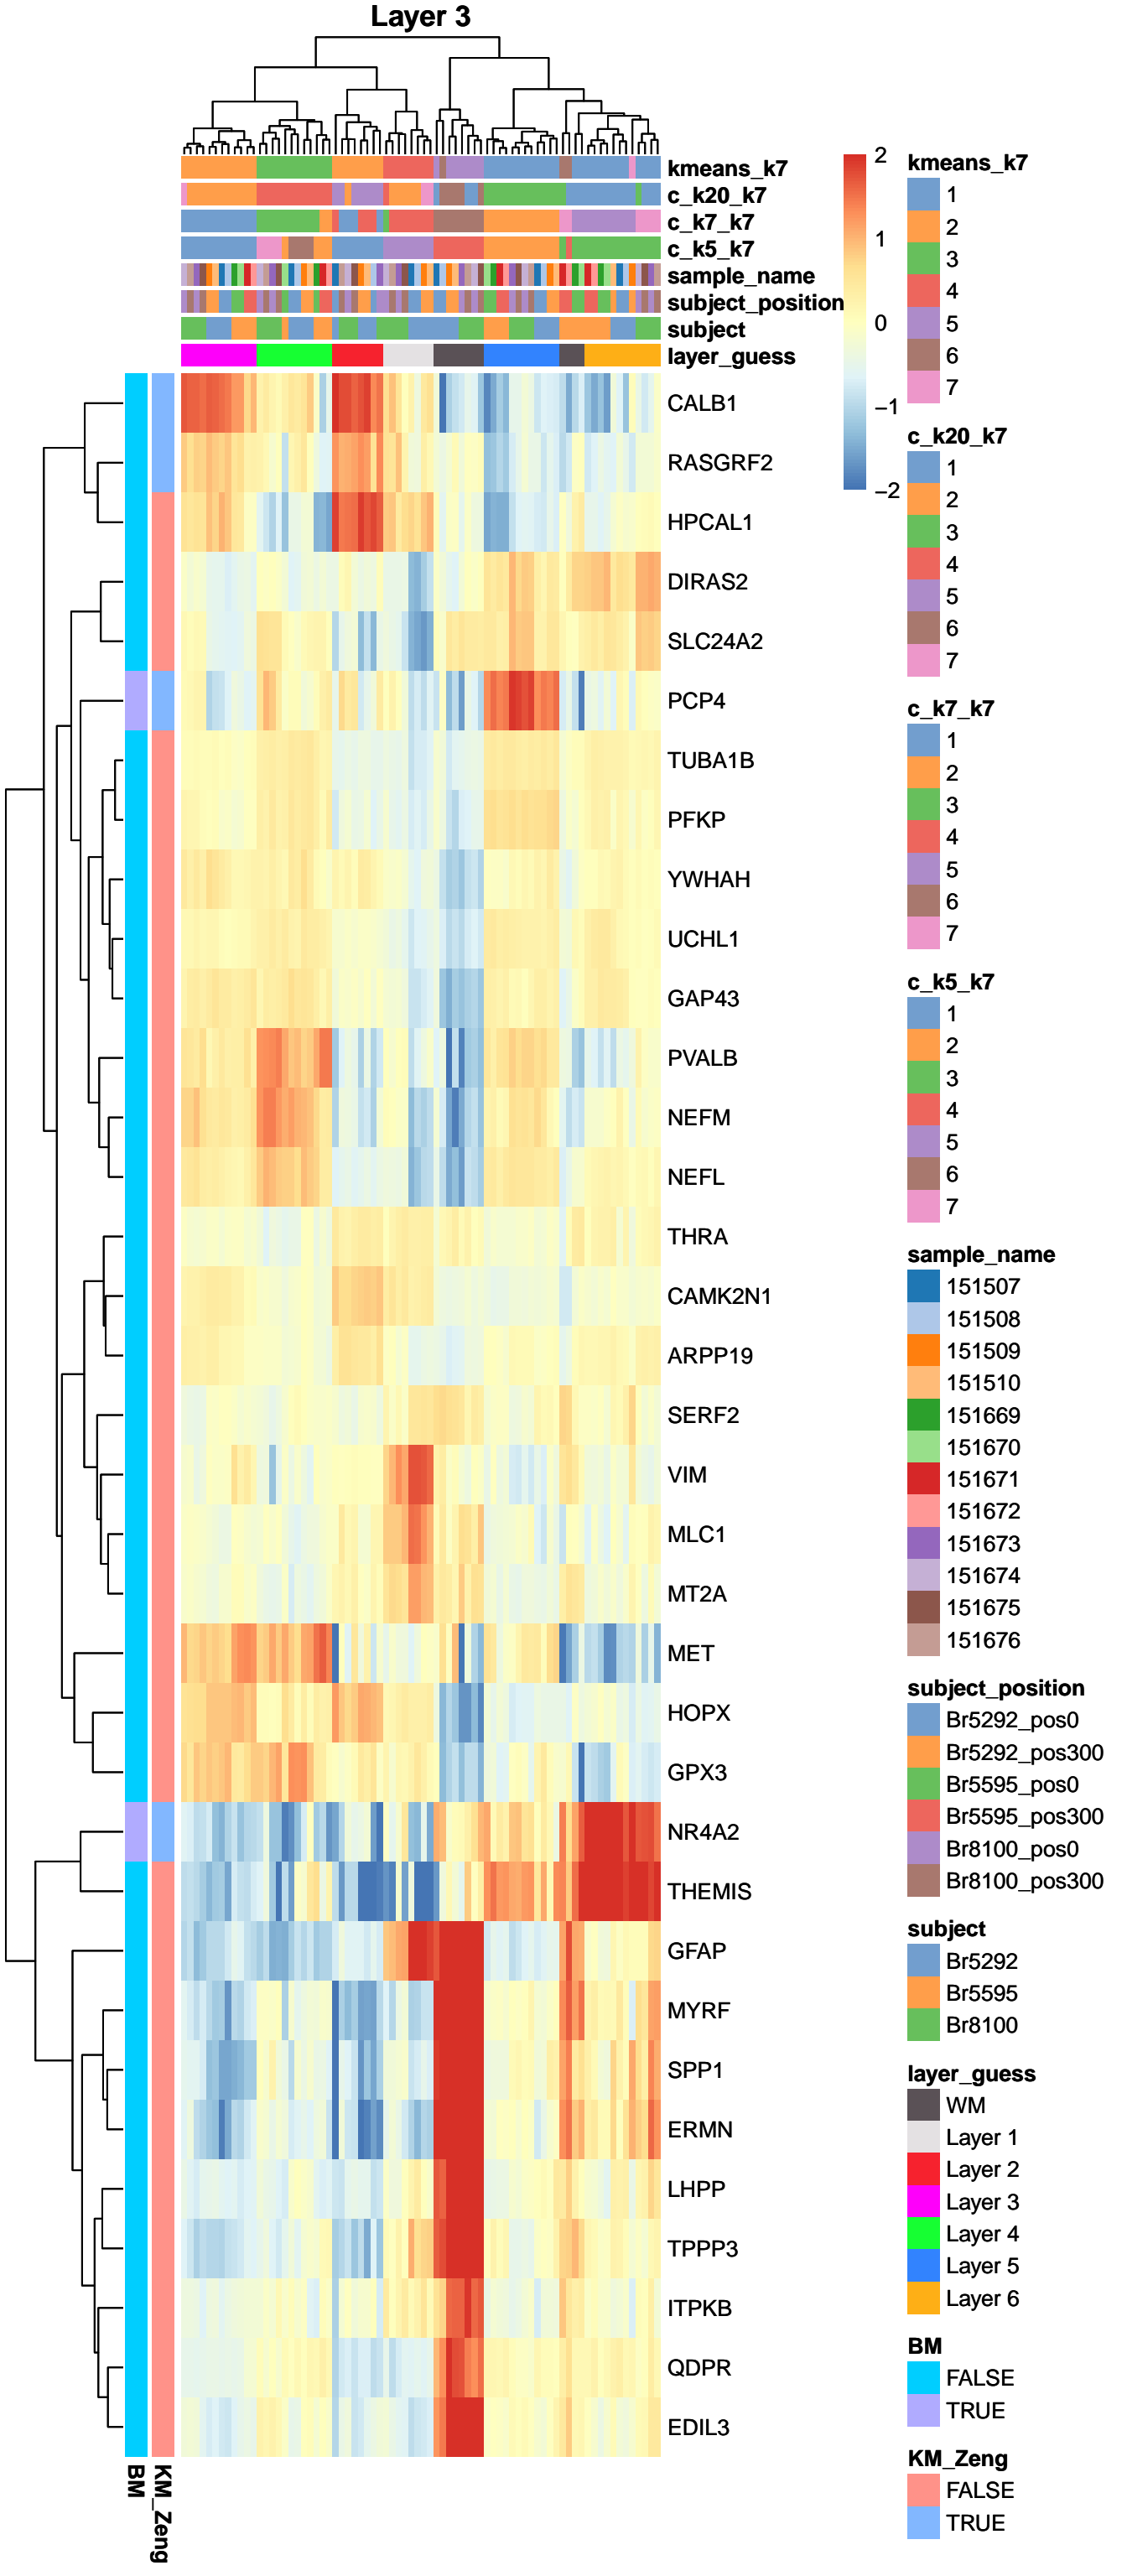 Layer 3
kmeans_k7
c_k20_k7
c_k7_k7
c_k5_k7
sample_name
subject_position
subject
layer_guess
CALB1
RASGRF2
HPCAL1
DIRAS2
SLC24A2
PCP4
TUBA1B
PFKP
YWHAH
UCHL1
GAP43
PVALB
NEFM
NEFL
THRA
CAMK2N1
ARPP19
SERF2
VIM
MLC1
MT2A
MET
HOPX
GPX3
NR4A2
THEMIS
GFAP
MYRF
SPP1
ERMN
LHPP
TPPP3
ITPKB
QDPR
EDIL3
BM
KM_Zeng
2
1
0
−1
−2
kmeans_k7
1
2
3
4
5
6
7
c_k20_k7
1
2
3
4
5
6
7
c_k7_k7
1
2
3
4
5
6
7
c_k5_k7
1
2
3
4
5
6
7
sample_name
151507
151508
151509
151510
151669
151670
151671
151672
151673
151674
151675
151676
subject_position
Br5292_pos0
Br5292_pos300
Br5595_pos0
Br5595_pos300
Br8100_pos0
Br8100_pos300
subject
Br5292
Br5595
Br8100
layer_guess
WM
Layer 1
Layer 2
Layer 3
Layer 4
Layer 5
Layer 6
BM
FALSE
TRUE
KM_Zeng
FALSE
TRUE